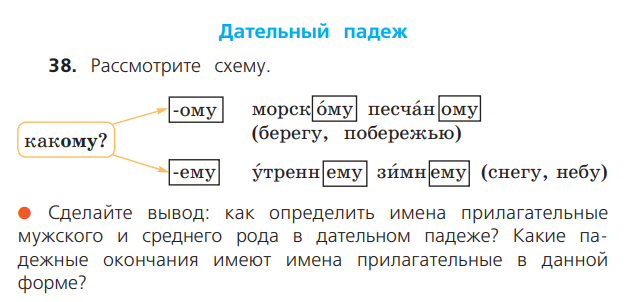 Дательный падеж
38. Рассмотрите схему.
какому?
-ому морско́му песча́ному
(берегу, побережью)
-ему у́треннему зи́мнему (снегу, небу)
● Сделайте вывод: как определить имена прилагательные
мужского и среднего рода в дательном падеже? Какие па-
дежные окончания имеют имена прилагательные в данной
форме?